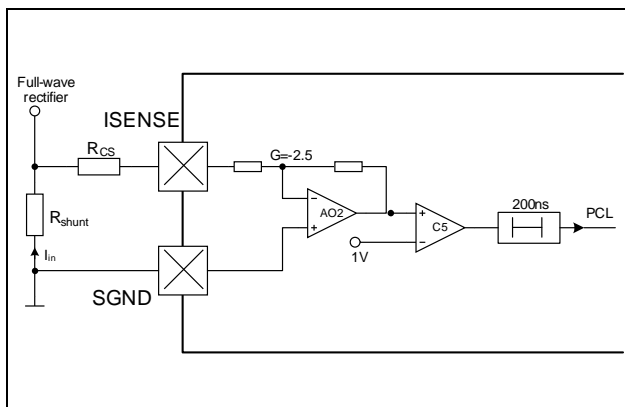 Full-wave
rectifier
ISENSE
RCS
G=-2.5
200ns
− AO2 +
+ C5 −
PCL
Rshunt
1V
Iin
SGND